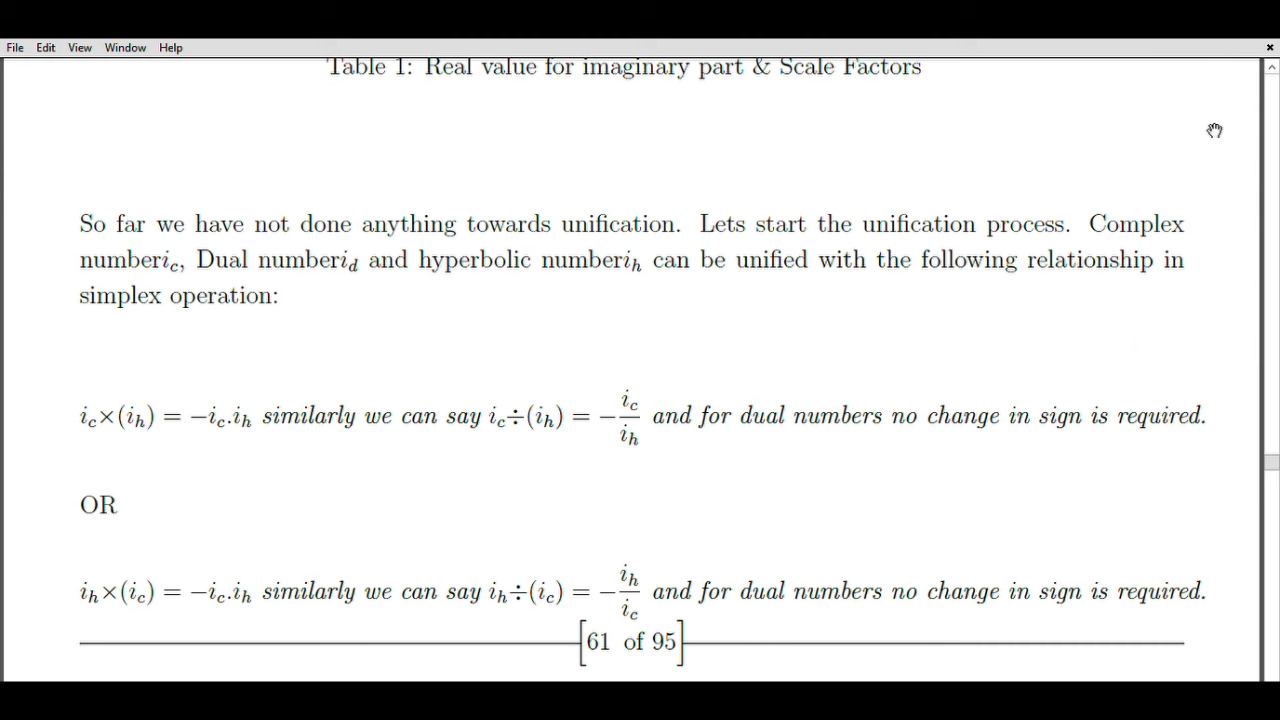 File Edit View Window Help
Table 1: Real value for imaginary part & Scale Factors
So far we have not done anything towards unification. Lets start the unification process. Complex
numberi_c, Dual numberi_d and hyperbolic numberi_h can be unified with the following relationship in
simplex operation:
i_c×(i_h) = −i_c.i_h similarly we can say i_c÷(i_h) = −i_c/i_h and for dual numbers no change in sign is required.
OR
i_h×(i_c) = −i_c.i_h similarly we can say i_h÷(i_c) = −i_h/i_c and for dual numbers no change in sign is required.
[61 of 95]